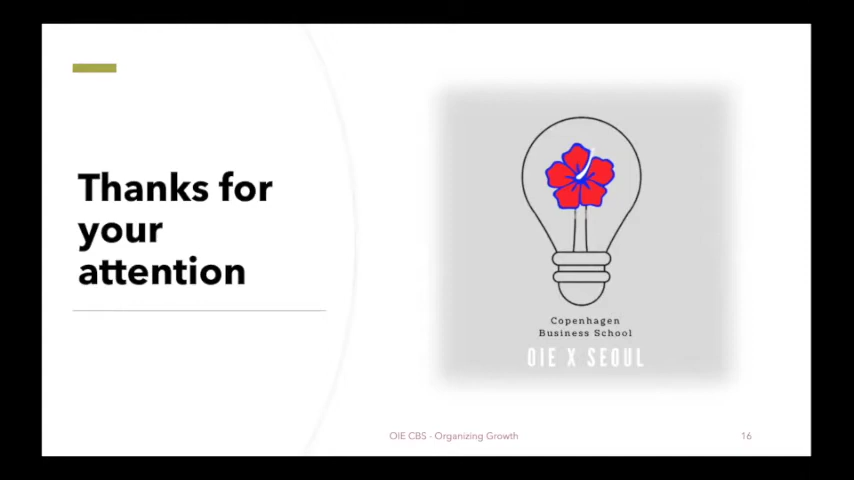 Thanks for
your
attention
Copenhagen
Business School
OIE X SEOUL
OIE CBS - Organizing Growth
16